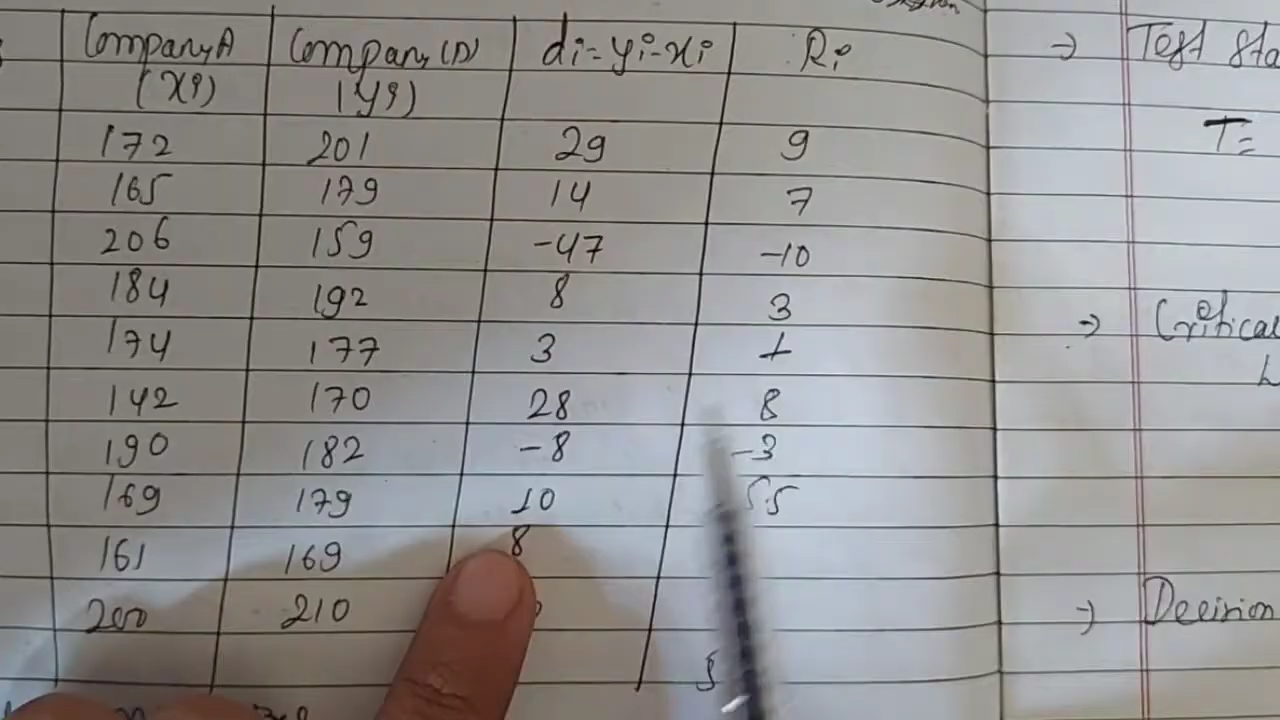 Company A Company (D) di = yi - xi Ri
(xi) (yi)
172 201 29 9
165 179 14 7
206 159 -47 -10
184 192 8 3
174 177 3 1
142 170 28 8
190 182 -8 -3
169 179 10 5.5
161 169 8
200 210
→ Test Sta
T=
→ Critical
→ Decision